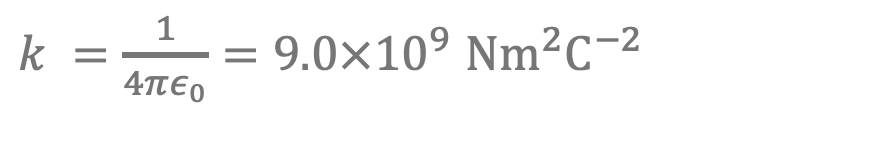 k = 1/4πϵ₀ = 9.0×10⁹ Nm²C⁻²